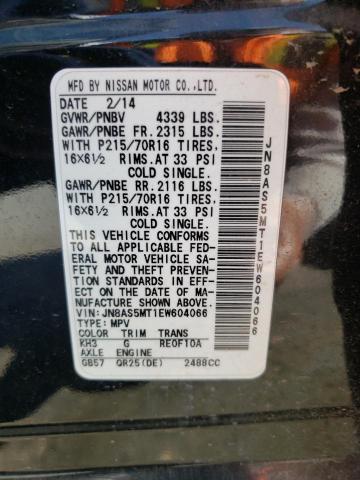 MFD BY NISSAN MOTOR CO.,LTD.
DATE 2/14
GVWR/PNBV 4339 LBS.
GAWR/PNBE FR.2315 LBS.
WITH P215/70R16 TIRES,
16X6½ RIMS.AT 33 PSI
COLD SINGLE.
GAWR/PNBE RR.2116 LBS.
WITH P215/70R16 TIRES,
16X6½ RIMS.AT 33 PSI
COLD SINGLE.
THIS VEHICLE CONFORMS
TO ALL APPLICABLE FED-
ERAL MOTOR VEHICLE SA-
FETY AND THEFT PREVEN-
TION STANDARDS IN EFF-
ECT ON THE DATE OF MA-
NUFACTURE SHOWN ABOVE.
VIN:JN8AS5MT1EW604066
TYPE: MPV
COLOR TRIM TRANS
KH3 G RE0F10A
AXLE ENGINE
GB57 QR25(DE) 2488CC
JN8AS5MT1EW604066